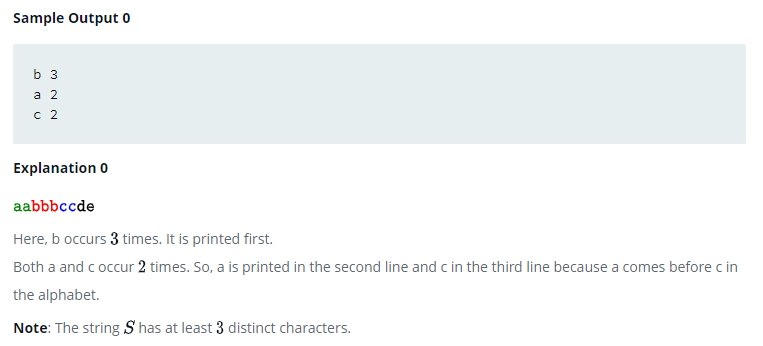 Sample Output 0
b 3
a 2
c 2
Explanation 0
aabbbccde
Here, b occurs 3 times. It is printed first.
Both a and c occur 2 times. So, a is printed in the second line and c in the third line because a comes before c in
the alphabet.
Note: The string S has at least 3 distinct characters.